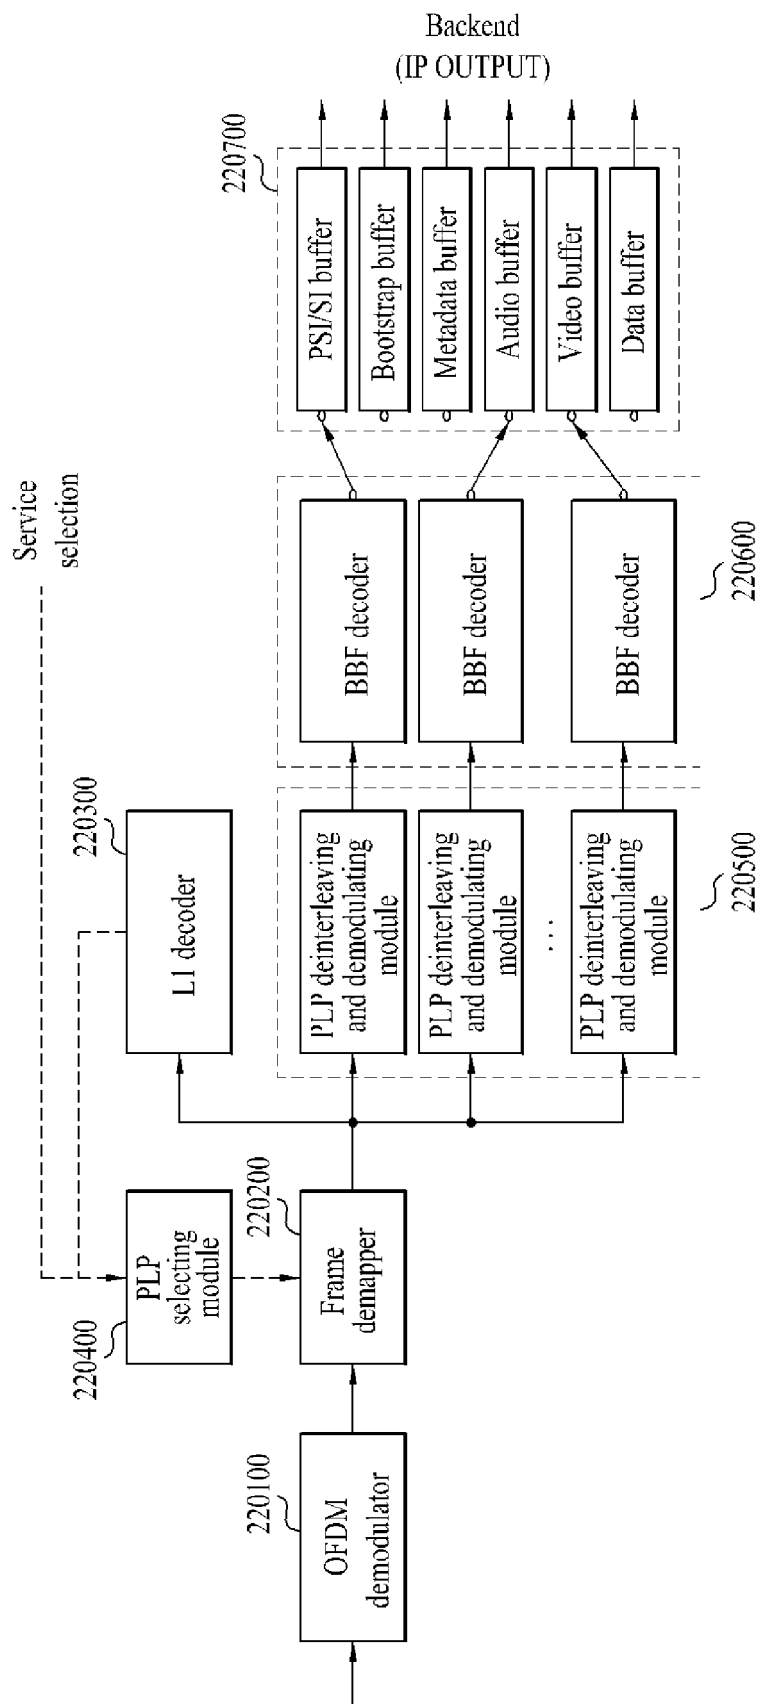 Service
selection
220400
PLP
selecting
module
220300
L1 decoder
220100
OFDM
demodulator
220200
Frame
demapper
PLP deinterleaving
and demodulating
module
PLP deinterleaving
and demodulating
module
...
PLP deinterleaving
and demodulating
module
220500
BBF decoder
BBF decoder
BBF decoder
220600
220700
PSI/SI buffer
Bootstrap buffer
Metadata buffer
Audio buffer
Video buffer
Data buffer
Backend
(IP OUTPUT)